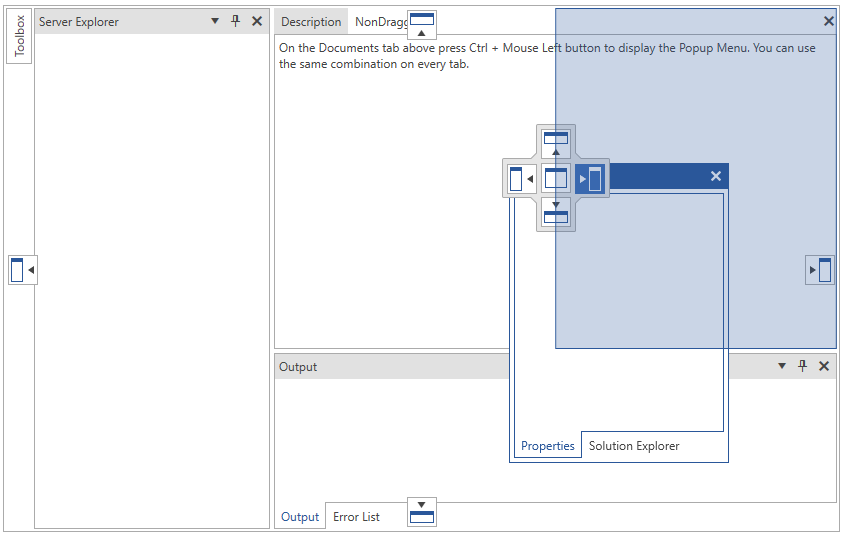 Toolbox
Server Explorer
Description
NonDragg
On the Documents tab above press Ctrl + Mouse Left button to display the Popup Menu. You can use
the same combination on every tab.
Output
Properties
Solution Explorer
Output
Error List